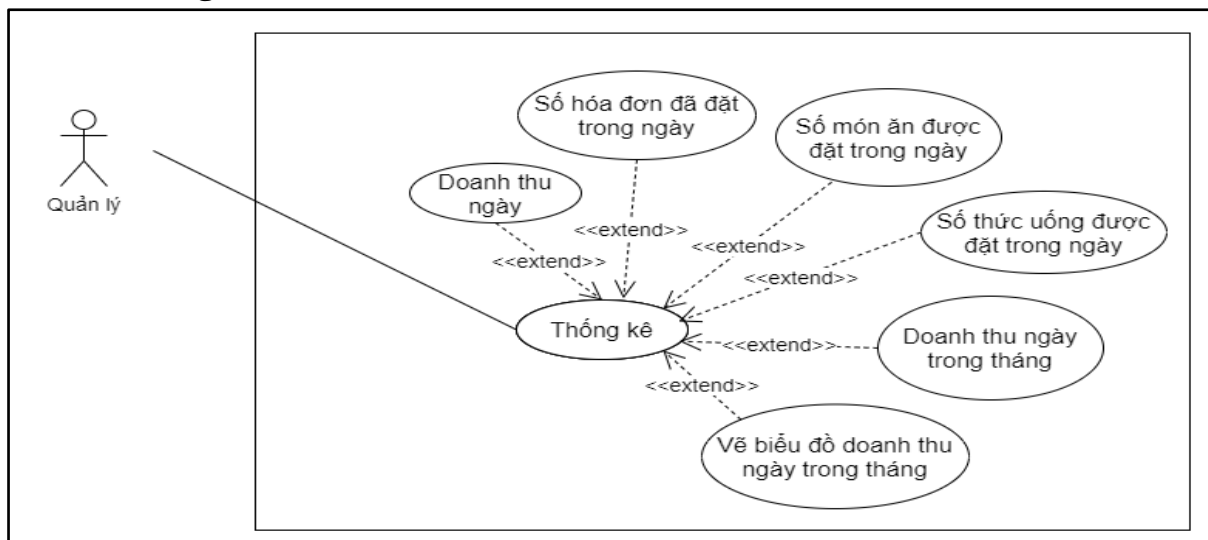 Quản lý
Số hóa đơn đã đặt
trong ngày
Số món ăn được
đặt trong ngày
Doanh thu
ngày
Số thức uống được
đặt trong ngày
<<extend>>
<<extend>>
<<extend>>
<<extend>>
Thống kê
<<extend>>
Doanh thu ngày
trong tháng
<<extend>>
Vẽ biểu đồ doanh thu
ngày trong tháng